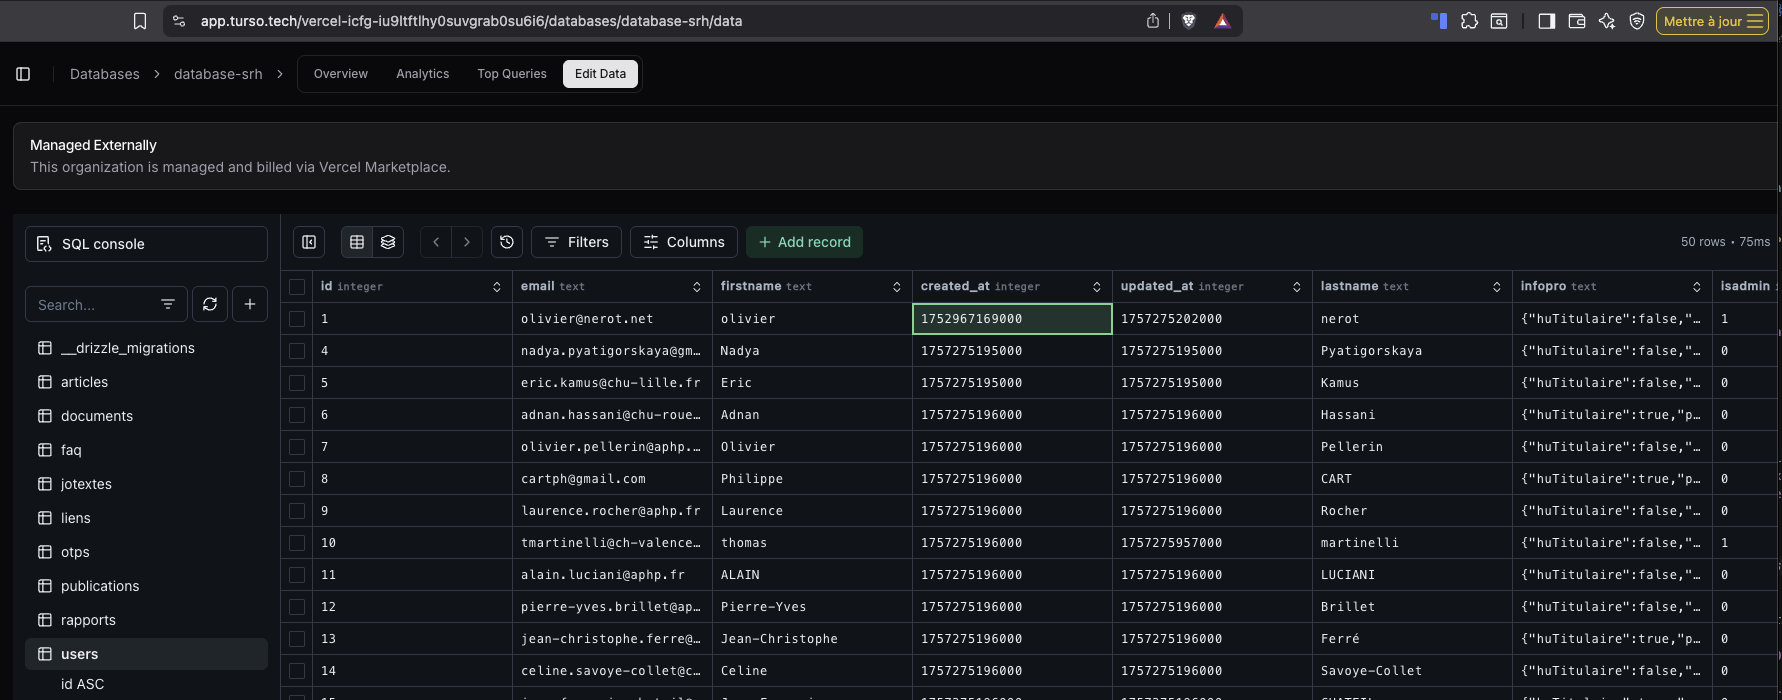 app.turso.tech/vercel-icfg-iu9ltftlhy0suvgrab0su6i6/databases/database-srh/data
Mettre à jour
Databases > database-srh > Overview Analytics Top Queries Edit Data
Managed Externally
This organization is managed and billed via Vercel Marketplace.
SQL console
Search...
__drizzle_migrations
articles
documents
faq
jotextes
liens
otps
publications
rapports
users
id ASC
Filters Columns + Add record 50 rows • 75ms
id integer email text firstname text created_at integer updated_at integer lastname text infopro text isadmin
1 olivier@nerot.net olivier 1752967169000 1757275202000 nerot {"huTitulaire":false,"… 1
4 nadya.pyatigorskaya@gm… Nadya 1757275195000 1757275195000 Pyatigorskaya {"huTitulaire":false,"… 0
5 eric.kamus@chu-lille.fr Eric 1757275195000 1757275195000 Kamus {"huTitulaire":false,"… 0
6 adnan.hassani@chu-roue… Adnan 1757275196000 1757275196000 Hassani {"huTitulaire":true,"p… 0
7 olivier.pellerin@aphp.… Olivier 1757275196000 1757275196000 Pellerin {"huTitulaire":false,"… 0
8 cartph@gmail.com Philippe 1757275196000 1757275196000 CART {"huTitulaire":true,"p… 0
9 laurence.rocher@aphp.fr Laurence 1757275196000 1757275196000 Rocher {"huTitulaire":false,"… 0
10 tmartinelli@ch-valence… thomas 1757275196000 1757275957000 martinelli {"huTitulaire":false,"… 1
11 alain.luciani@aphp.fr ALAIN 1757275196000 1757275196000 LUCIANI {"huTitulaire":false,"… 0
12 pierre-yves.brillet@ap… Pierre-Yves 1757275196000 1757275196000 Brillet {"huTitulaire":false,"… 0
13 jean-christophe.ferre@… Jean-Christophe 1757275196000 1757275196000 Ferré {"huTitulaire":true,"p… 0
14 celine.savoye-collet@c… Celine 1757275196000 1757275196000 Savoye-Collet {"huTitulaire":false,"… 0